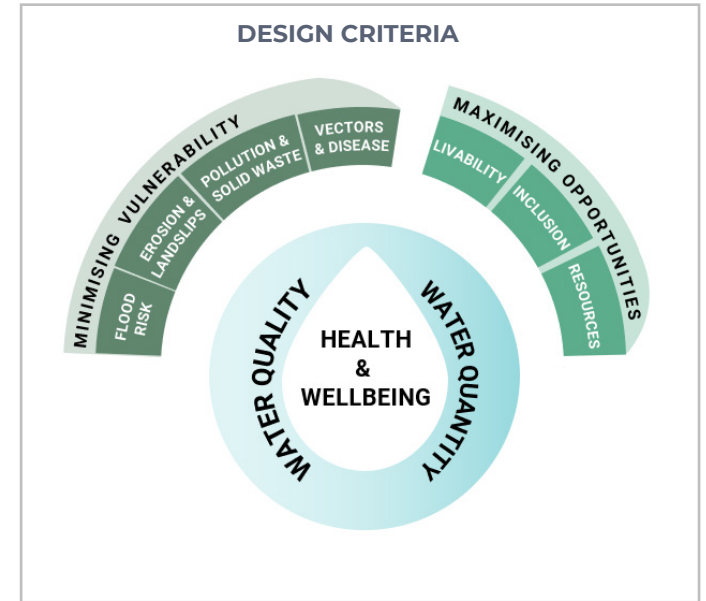 DESIGN CRITERIA
MINIMISING VULNERABILITY
FLOOD
RISK
EROSION &
LANDSLIPS
POLLUTION &
SOLID WASTE
VECTORS
& DISEASE
MAXIMISING OPPORTUNITIES
LIVABILITY
INCLUSION
RESOURCES
WATER QUALITY
HEALTH
&
WELLBEING
WATER QUANTITY